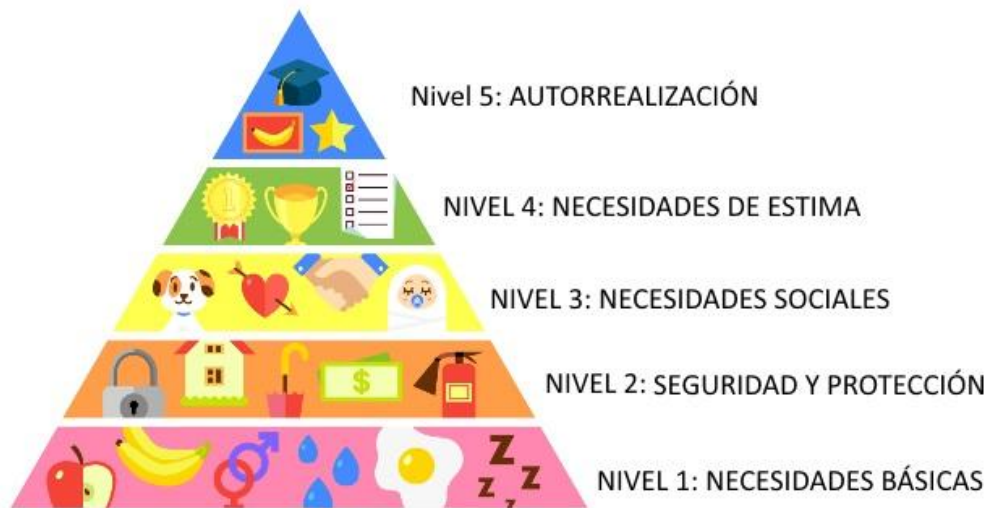 Nivel 5: AUTORREALIZACIÓN
1
NIVEL 4: NECESIDADES DE ESTIMA
NIVEL 3: NECESIDADES SOCIALES
$
NIVEL 2: SEGURIDAD Y PROTECCIÓN
Z
Z Z
Z
NIVEL 1: NECESIDADES BÁSICAS